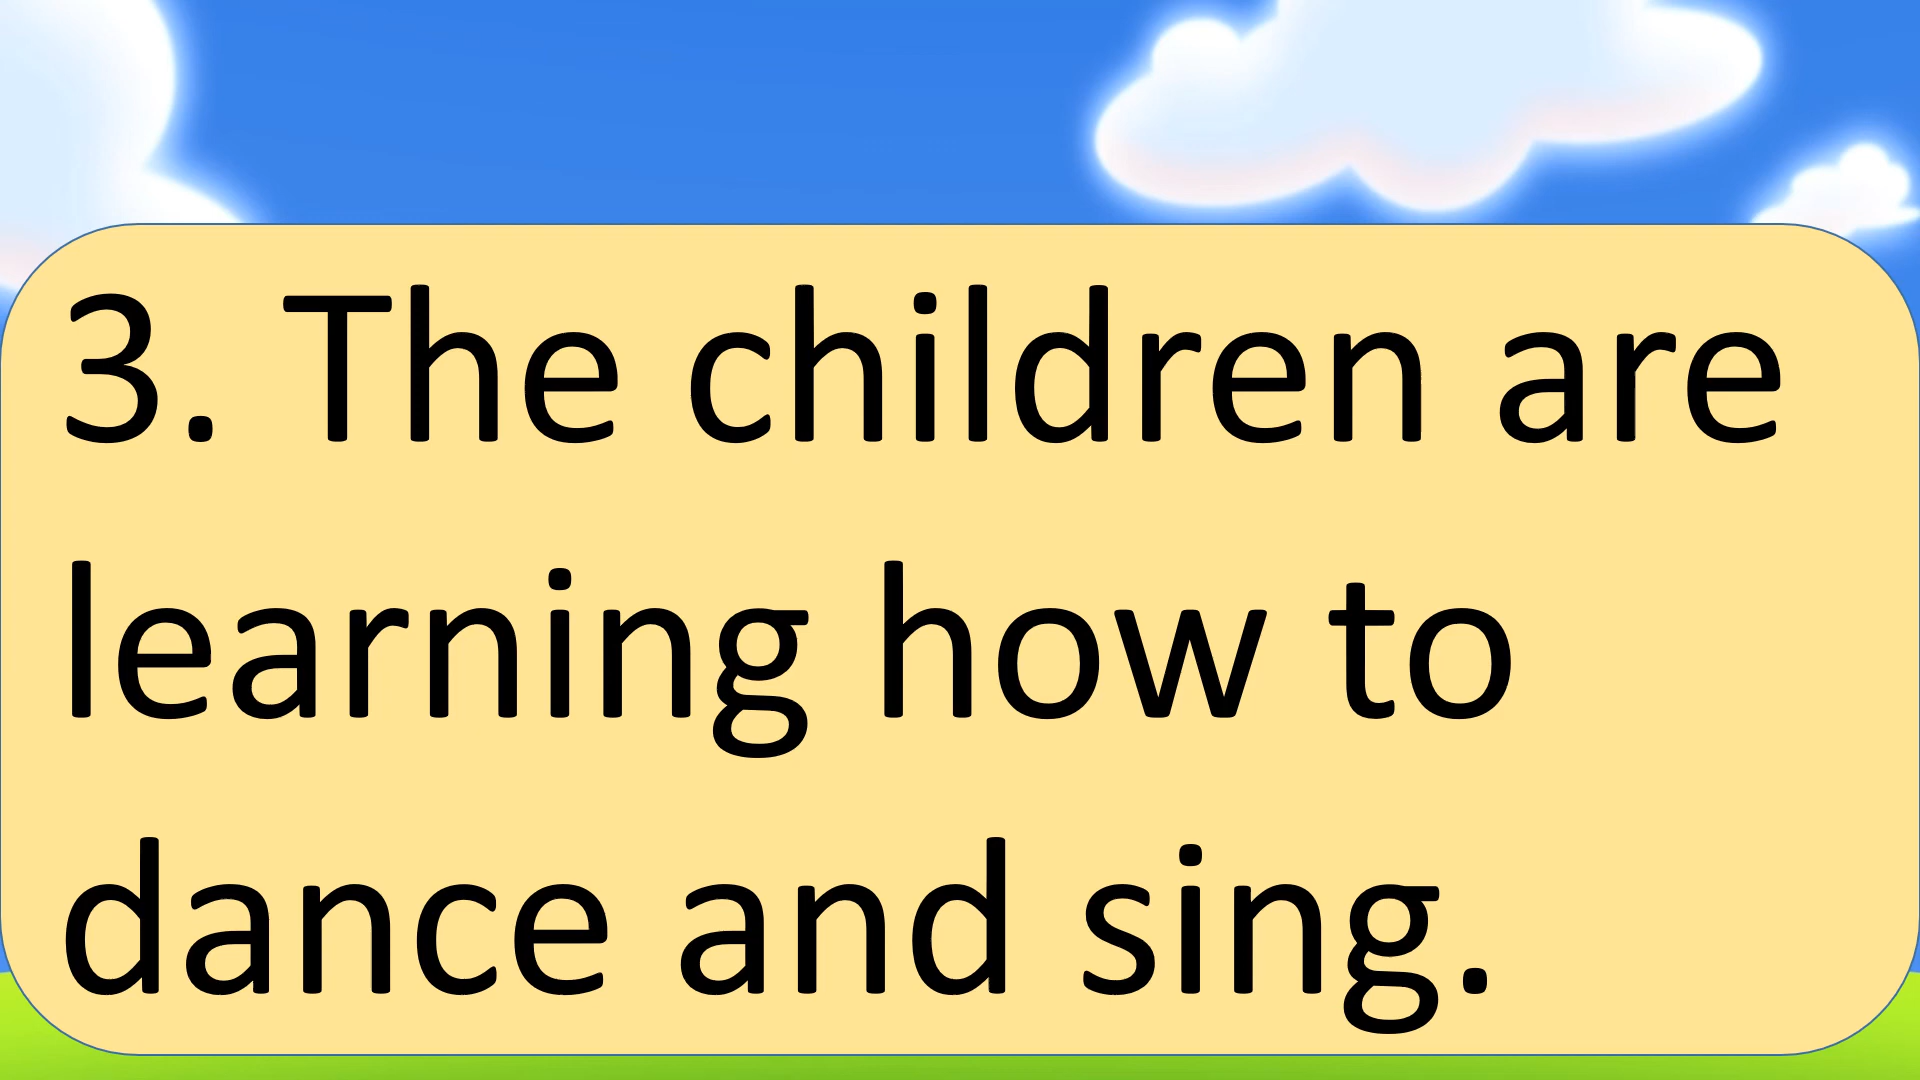 3. The children are
learning how to
dance and sing.